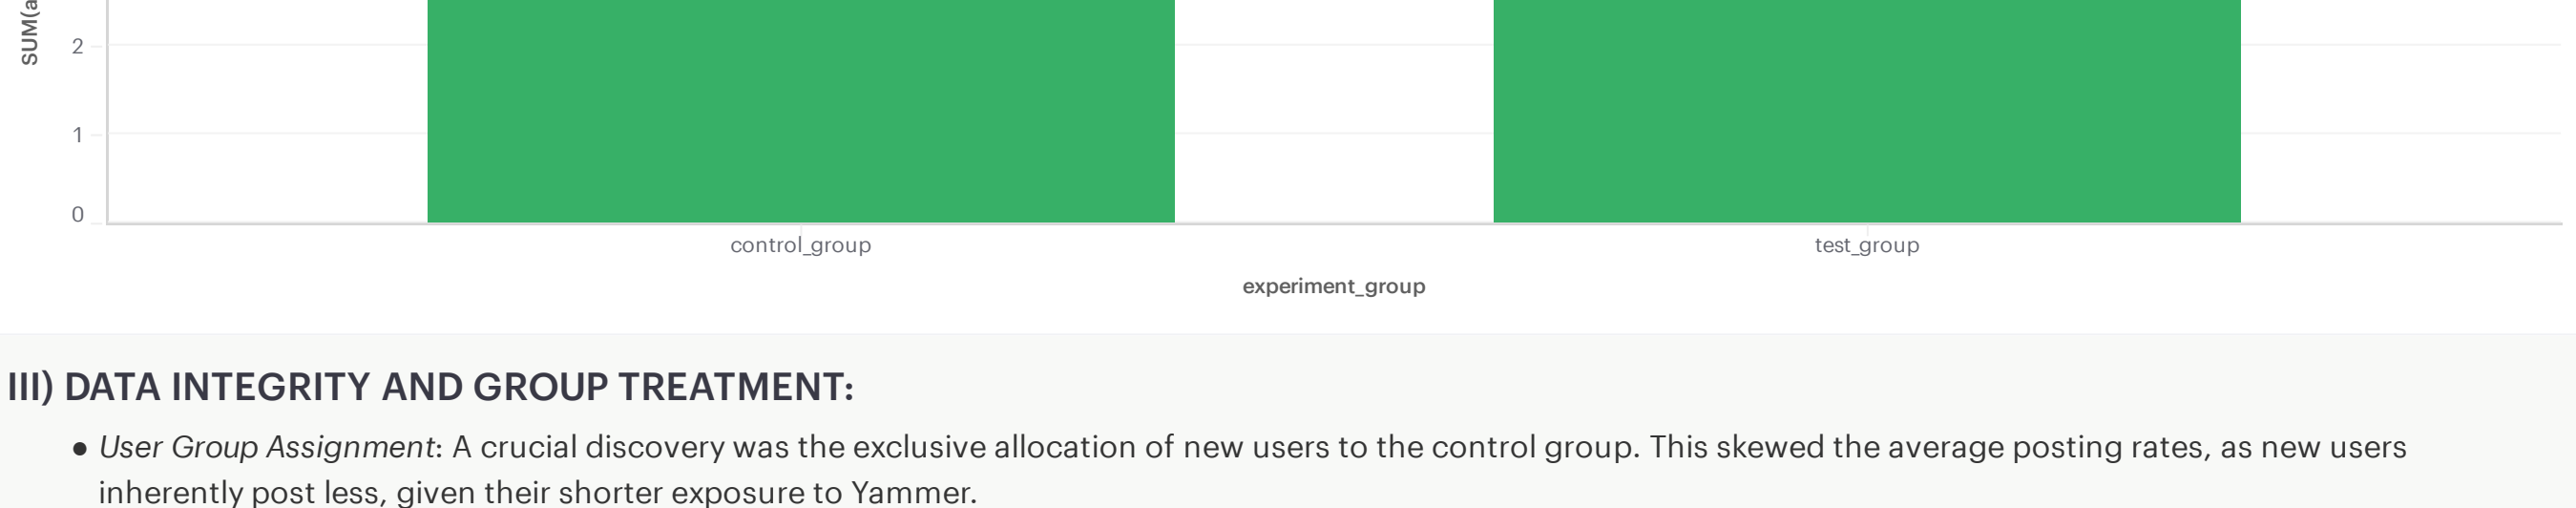 2
1
0
control_group
test_group
experiment_group
III) DATA INTEGRITY AND GROUP TREATMENT:
● User Group Assignment: A crucial discovery was the exclusive allocation of new users to the control group. This skewed the average posting rates, as new users
inherently post less, given their shorter exposure to Yammer.